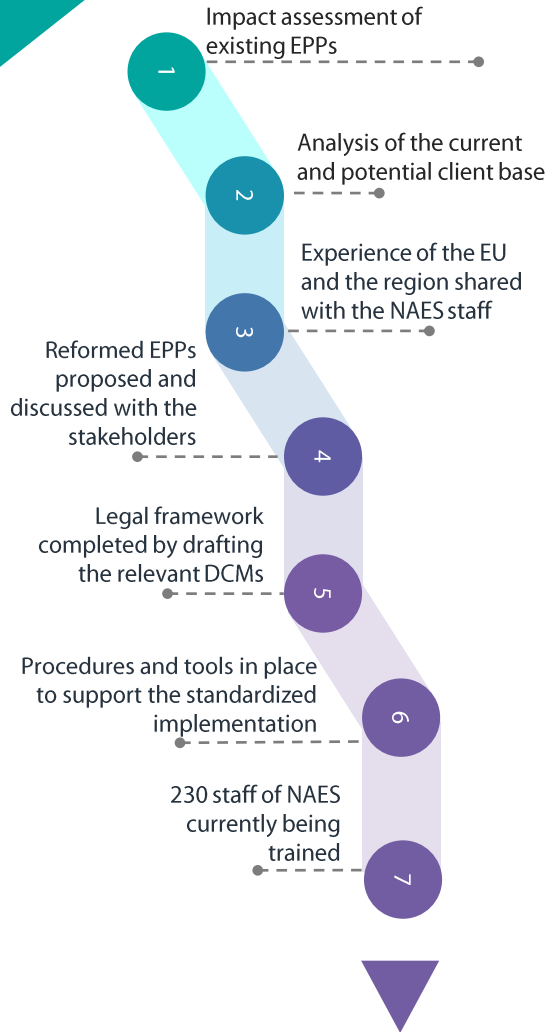 Impact assessment of
existing EPPs
1
Analysis of the current
and potential client base
2
Experience of the EU
and the region shared
with the NAES staff
3
Reformed EPPs
proposed and
discussed with the
stakeholders
4
Legal framework
completed by drafting
the relevant DCMs
5
Procedures and tools in place
to support the standardized
implementation
6
230 staff of NAES
currently being
trained
7